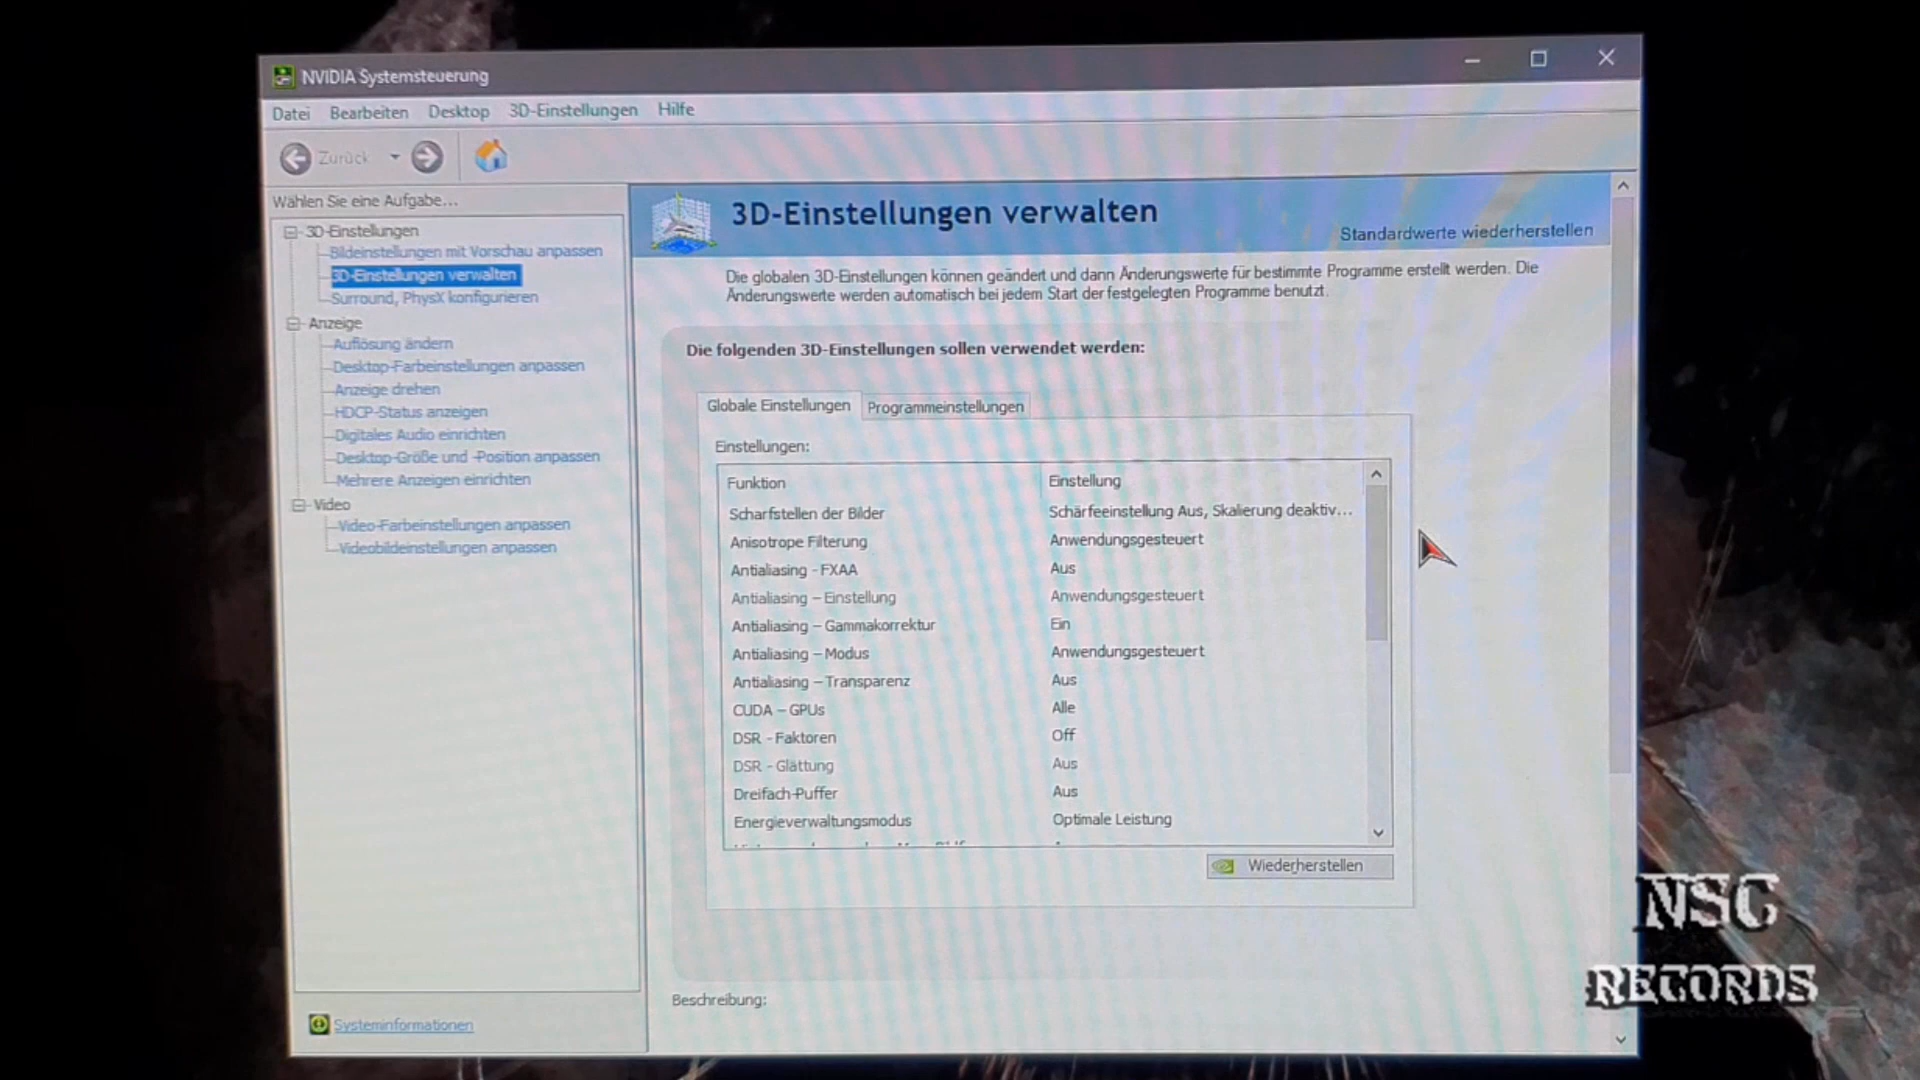 NVIDIA Systemsteuerung
Datei Bearbeiten Desktop 3D-Einstellungen Hilfe
Zurück
Wählen Sie eine Aufgabe...
3D-Einstellungen
Bildeinstellungen mit Vorschau anpassen
3D-Einstellungen verwalten
Surround, PhysX konfigurieren
Anzeige
Auflösung ändern
Desktop-Farbeinstellungen anpassen
Anzeige drehen
HDCP-Status anzeigen
Digitales Audio einrichten
Desktop-Größe und -Position anpassen
Mehrere Anzeigen einrichten
Video
Video-Farbeinstellungen anpassen
Videobildeinstellungen anpassen
Systeminformationen
3D-Einstellungen verwalten
Standardwerte wiederherstellen
Die globalen 3D-Einstellungen können geändert und dann Änderungswerte für bestimmte Programme erstellt werden. Die
Änderungswerte werden automatisch bei jedem Start der festgelegten Programme benutzt.
Die folgenden 3D-Einstellungen sollen verwendet werden:
Globale Einstellungen Programmeinstellungen
Einstellungen:
Funktion Einstellung
Scharfstellen der Bilder Schärfeeinstellung Aus, Skalierung deaktiv...
Anisotrope Filterung Anwendungsgesteuert
Antialiasing - FXAA Aus
Antialiasing – Einstellung Anwendungsgesteuert
Antialiasing – Gammakorrektur Ein
Antialiasing – Modus Anwendungsgesteuert
Antialiasing – Transparenz Aus
CUDA – GPUs Alle
DSR - Faktoren Off
DSR - Glättung Aus
Dreifach-Puffer Aus
Energieverwaltungsmodus Optimale Leistung
Wiederherstellen
Beschreibung:
NSC
RECORDS